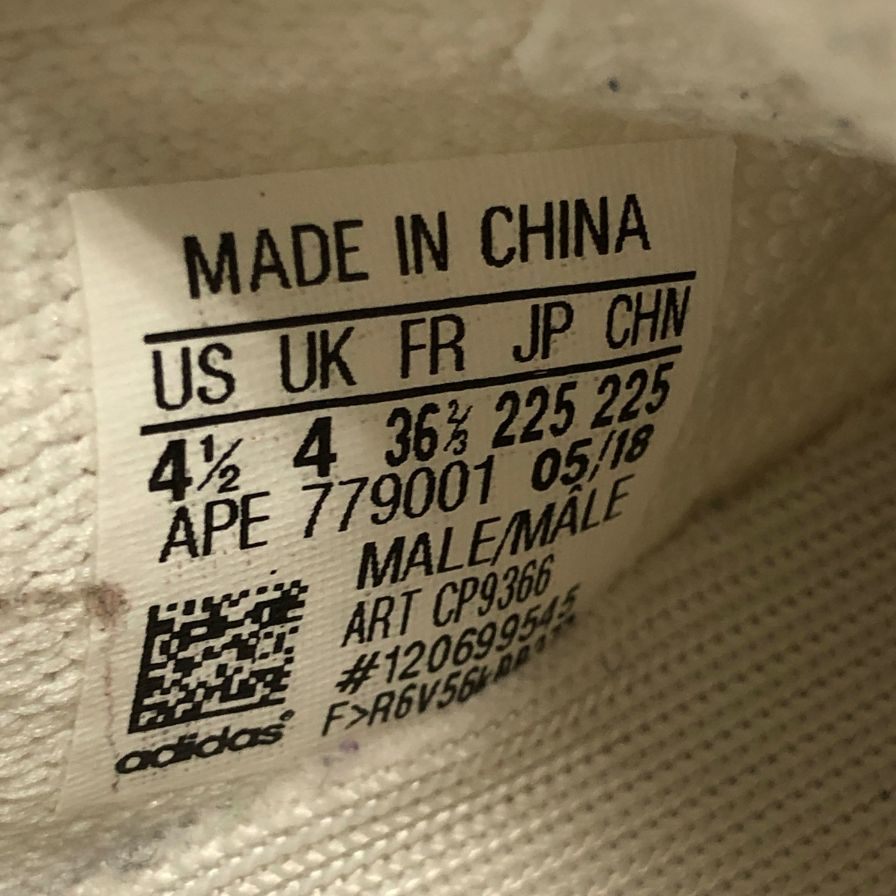 MADE IN CHINA
US UK FR JP CHN
4½ 4 36⅔ 225 225
APE 779001 05/18
MALE/MÂLE
ART CP9366
#120699545
adidas®